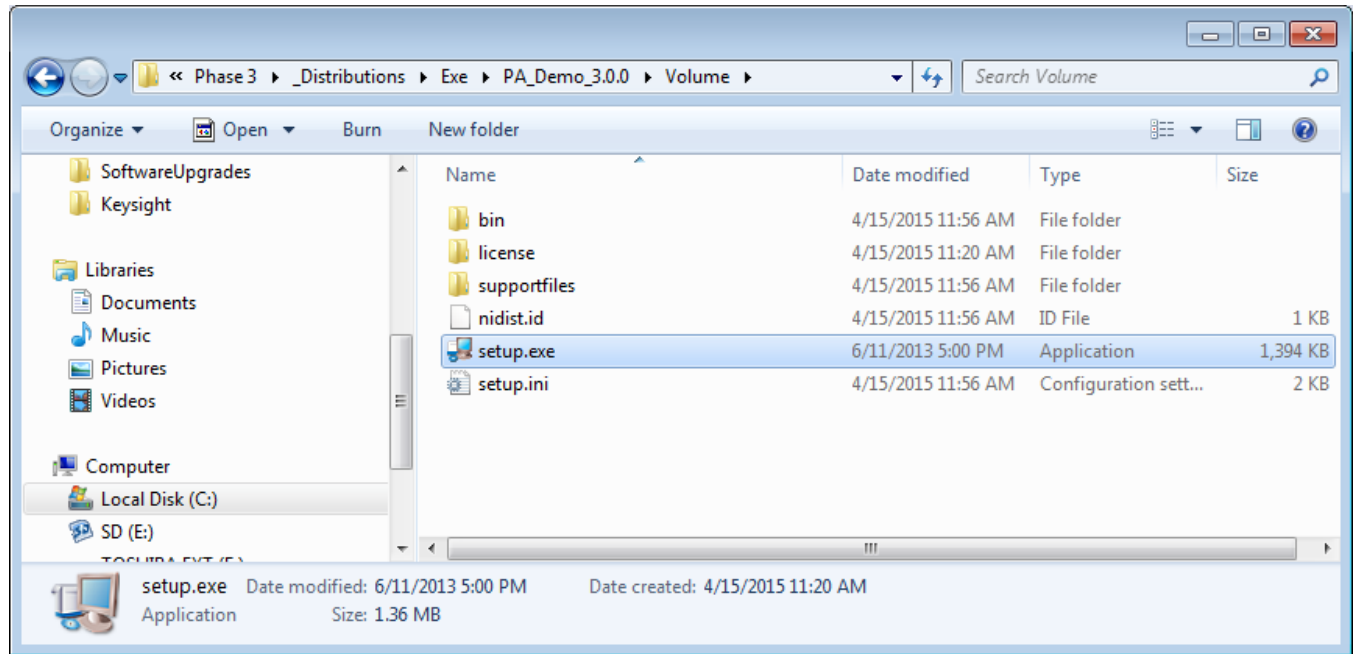 « Phase 3 ▸ _Distributions ▸ Exe ▸ PA_Demo_3.0.0 ▸ Volume ▸ Search Volume
Organize Open Burn New folder
SoftwareUpgrades
Keysight
Libraries
Documents
Music
Pictures
Videos
Computer
Local Disk (C:)
SD (E:)
Name Date modified Type Size
bin 4/15/2015 11:56 AM File folder
license 4/15/2015 11:20 AM File folder
supportfiles 4/15/2015 11:56 AM File folder
nidist.id 4/15/2015 11:56 AM ID File 1 KB
setup.exe 6/11/2013 5:00 PM Application 1,394 KB
setup.ini 4/15/2015 11:56 AM Configuration sett... 2 KB
setup.exe Date modified: 6/11/2013 5:00 PM Date created: 4/15/2015 11:20 AM
Application Size: 1.36 MB